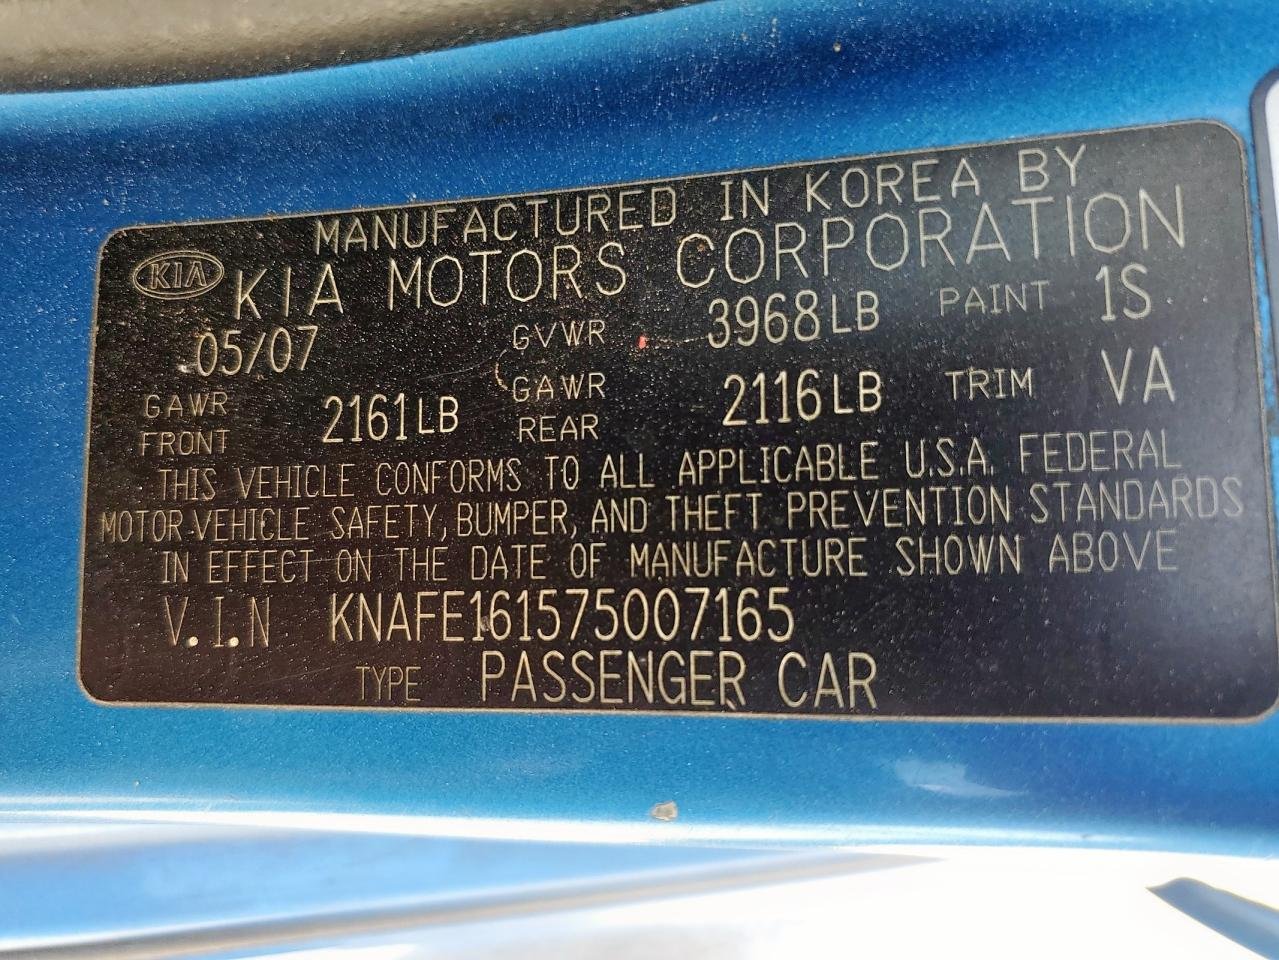 MANUFACTURED IN KOREA BY
KIA KIA MOTORS CORPORATION
05/07 GVWR 3968LB PAINT 1S
GAWR FRONT 2161LB GAWR REAR 2116LB TRIM VA
THIS VEHICLE CONFORMS TO ALL APPLICABLE U.S.A. FEDERAL
MOTOR VEHICLE SAFETY, BUMPER, AND THEFT PREVENTION STANDARDS
IN EFFECT ON THE DATE OF MANUFACTURE SHOWN ABOVE
V.I.N KNAFE161575007165
TYPE PASSENGER CAR